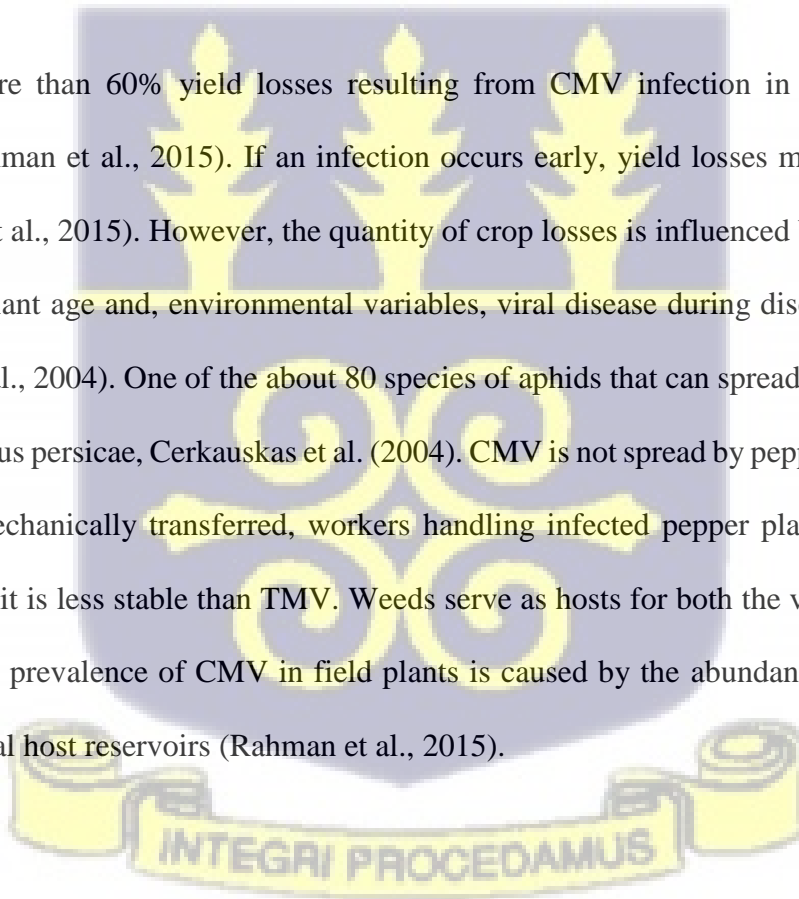 re than 60% yield losses resulting from CMV infection in
man et al., 2015). If an infection occurs early, yield losses m
t al., 2015). However, the quantity of crop losses is influenced
lant age and, environmental variables, viral disease during dise
al., 2004). One of the about 80 species of aphids that can spread
us persicae, Cerkauskas et al. (2004). CMV is not spread by pepp
echanically transferred, workers handling infected pepper pla
it is less stable than TMV. Weeds serve as hosts for both the v
prevalence of CMV in field plants is caused by the abundan
al host reservoirs (Rahman et al., 2015).
INTEGRI PROCEDAMUS